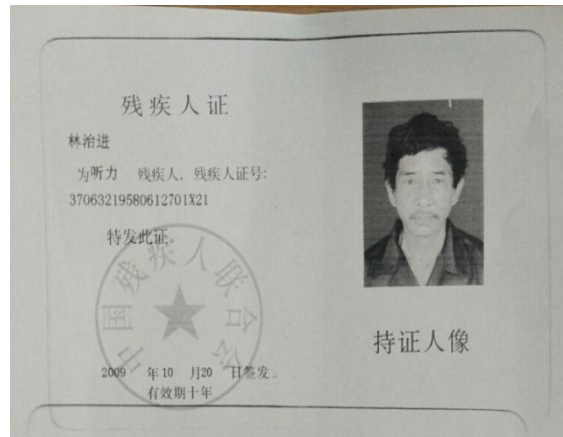 残疾人证
林治进
为听力 残疾人、残疾人证号:
37063219580612701X21
特发此证。
中国残疾人联合会
2009 年10 月20 日签发。
有效期十年
持证人像